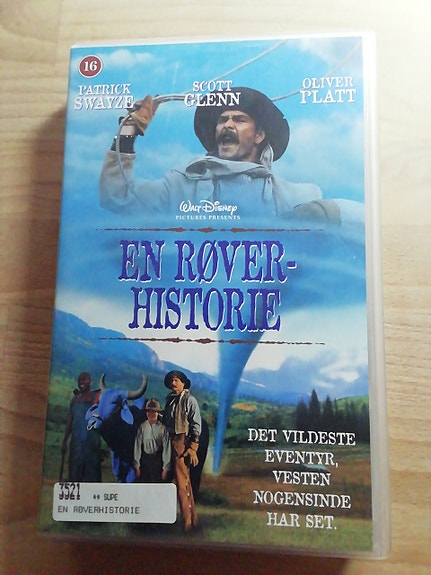 16
PATRICK SWAYZE
SCOTT GLENN
OLIVER PLATT
Walt Disney
PICTURES PRESENTS
EN RØVER-
HISTORIE
DET VILDESTE
EVENTYR,
VESTEN
NOGENSINDE
HAR SET.
3521
** SUPE
EN RØVERHISTORIE